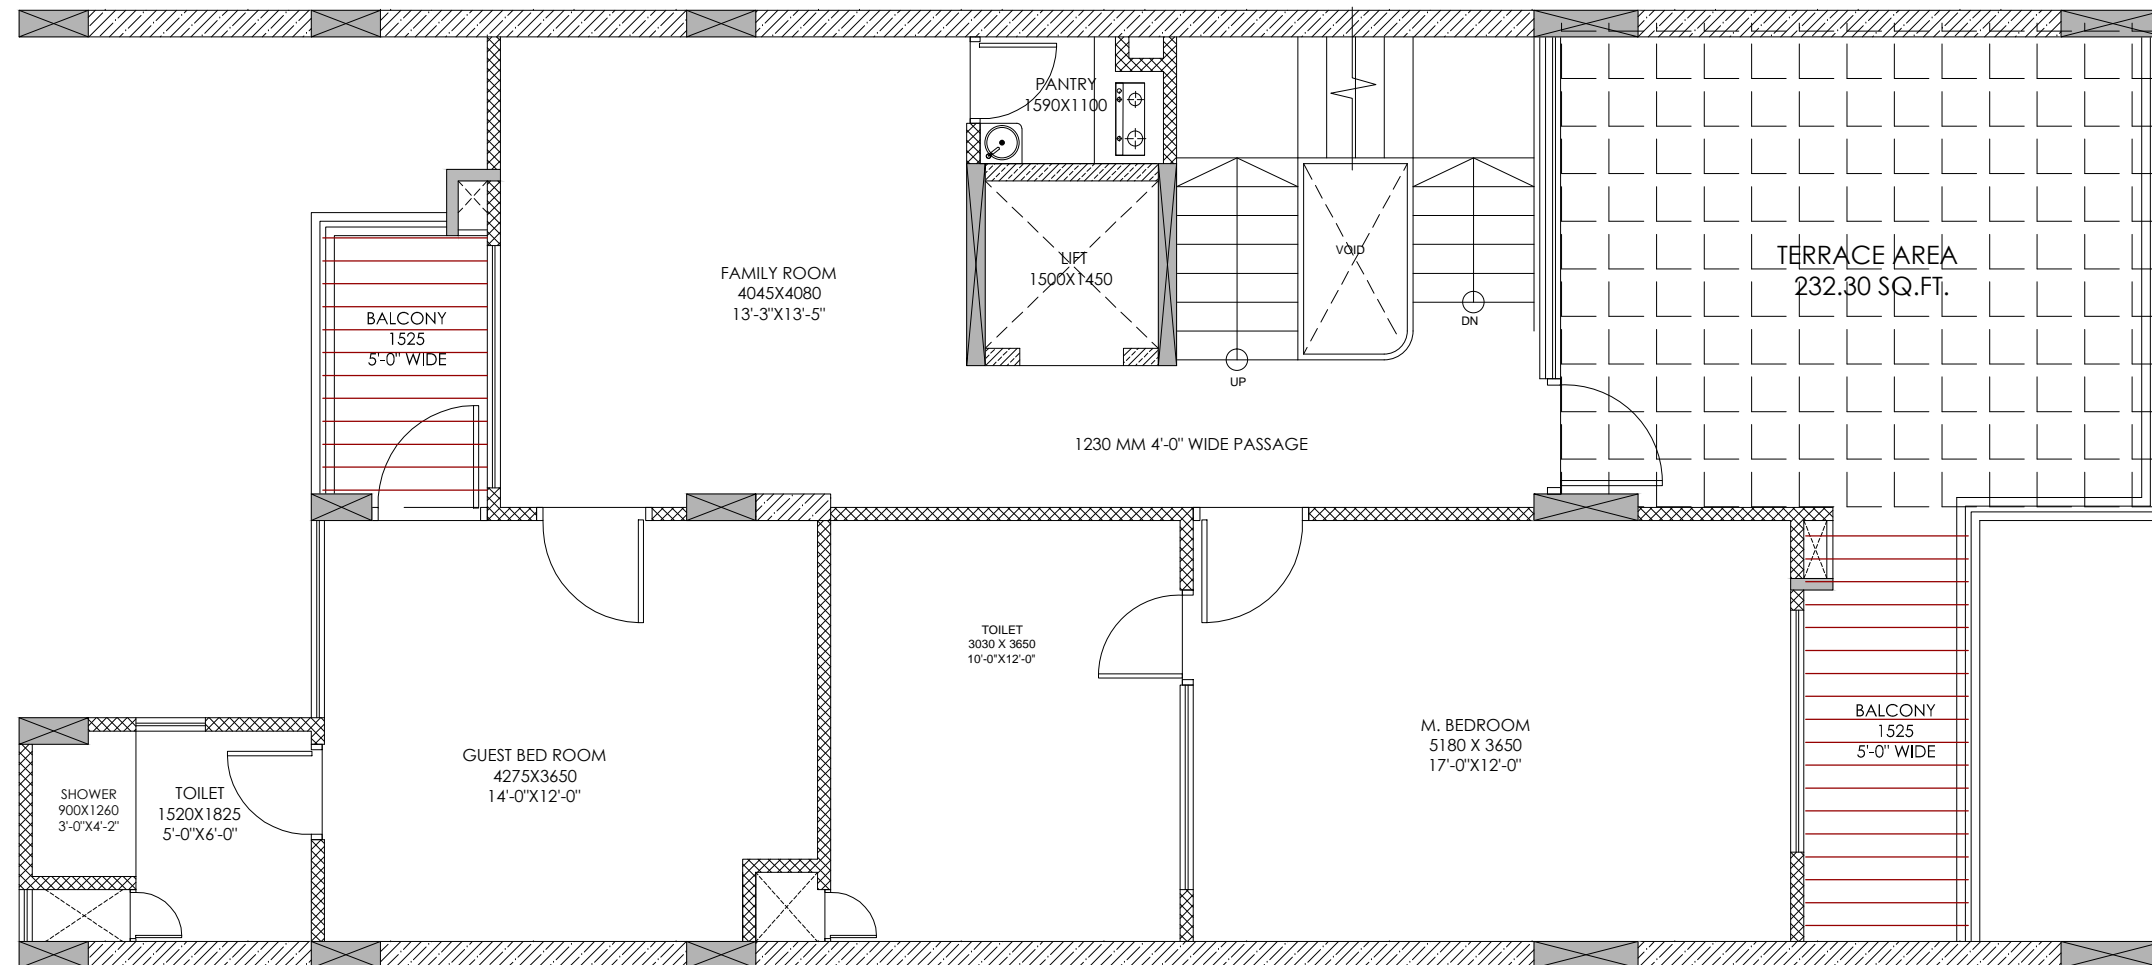 PANTRY
1590X1100
FAMILY ROOM
4045X4080
13'-3"X13'-5"
LIFT
1500X1450
VOID
TERRACE AREA
232.30 SQ.FT.
BALCONY
1525
5'-0" WIDE
DN
UP
1230 MM 4'-0" WIDE PASSAGE
TOILET
3030 X 3650
10'-0"X12'-0"
GUEST BED ROOM
4275X3650
14'-0"X12'-0"
M. BEDROOM
5180 X 3650
17'-0"X12'-0"
BALCONY
1525
5'-0" WIDE
SHOWER
900X1260
3'-0"X4'-2"
TOILET
1520X1825
5'-0"X6'-0"